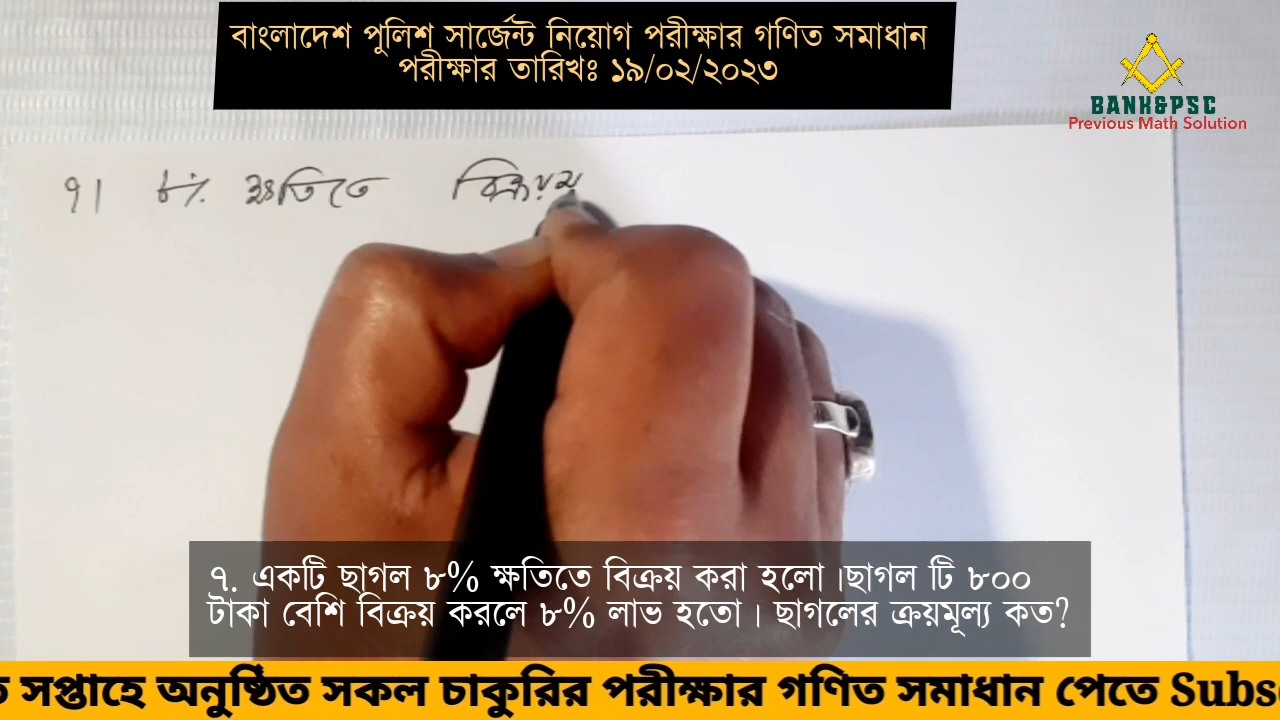 বাংলাদেশ পুলিশ সার্জেন্ট নিয়োগ পরীক্ষার গণিত সমাধান
পরীক্ষার তারিখঃ ১৯/০২/২০২৩
BANK&PSC
Previous Math Solution
৭। ৮% ক্ষতিতে বিক্রয়মূ
৭. একটি ছাগল ৮% ক্ষতিতে বিক্রয় করা হলো।ছাগল টি ৮০০
টাকা বেশি বিক্রয় করলে ৮% লাভ হতো। ছাগলের ক্রয়মূল্য কত?
সপ্তাহে অনুষ্ঠিত সকল চাকুরির পরীক্ষার গণিত সমাধান পেতে Subs